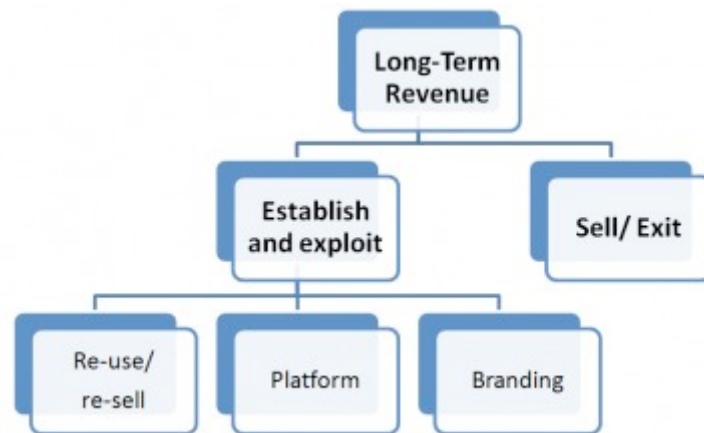 Long-Term
Revenue
Establish
and exploit
Sell/ Exit
Re-use/
re-sell
Platform
Branding